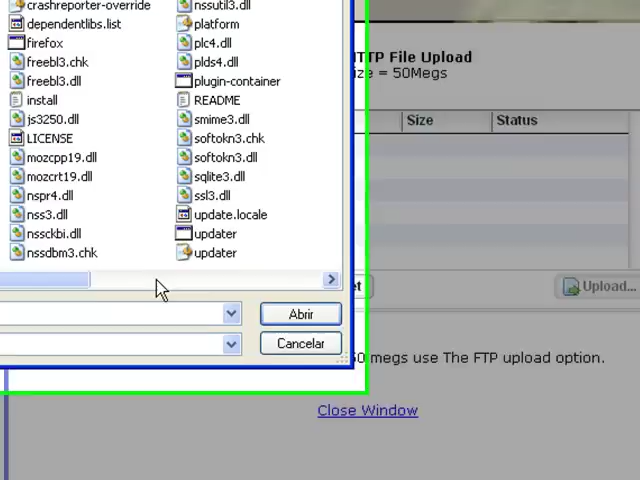 crashreporter-override
nssutil3.dll
dependentlibs.list
platform
firefox
plc4.dll
freebl3.chk
plds4.dll
freebl3.dll
plugin-container
install
README
js3250.dll
smime3.dll
LICENSE
softokn3.chk
mozcpp19.dll
softokn3.dll
mozcrt19.dll
sqlite3.dll
nspr4.dll
ssl3.dll
nss3.dll
update.locale
nssckbi.dll
updater
nssdbm3.chk
updater
Abrir
Cancelar
TTP File Upload
ize = 50Megs
Size
Status
et
Upload...
50 megs use The FTP upload option.
Close Window